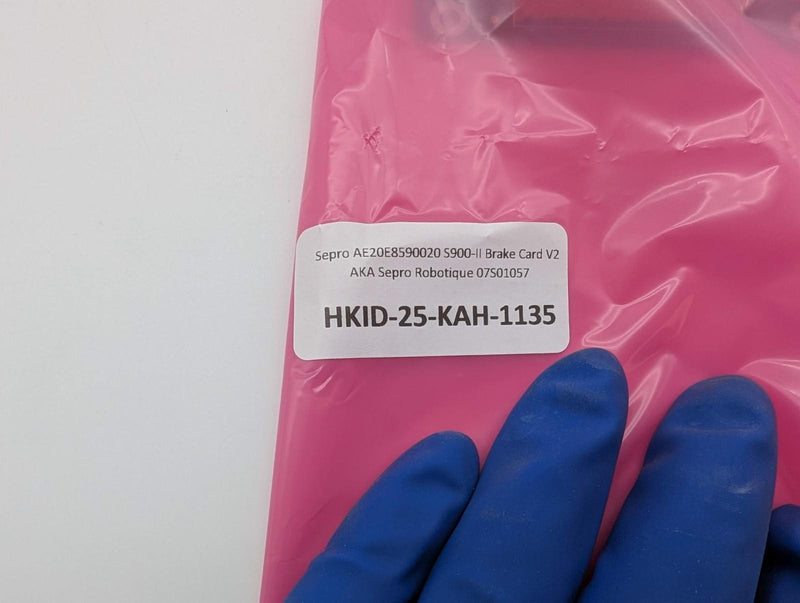 Sepro AE20E8590020 S900-II Brake Card V2
AKA Sepro Robotique 07S01057
HKID-25-KAH-1135